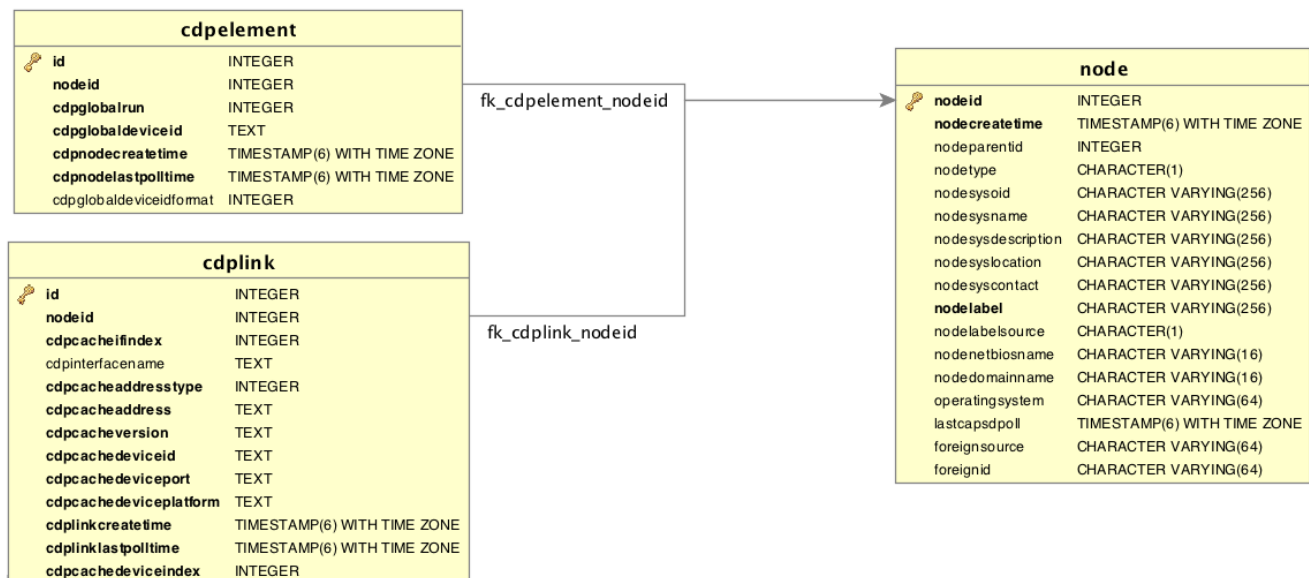 cdpelement
id INTEGER
nodeid INTEGER
cdpglobalrun INTEGER
cdpglobaldeviceid TEXT
cdpnodecreatetime TIMESTAMP(6) WITH TIME ZONE
cdpnodelastpolltime TIMESTAMP(6) WITH TIME ZONE
cdpglobaldeviceidformat INTEGER
fk_cdpelement_nodeid
cdplink
id INTEGER
nodeid INTEGER
cdpcacheifindex INTEGER
cdpinterfacename TEXT
cdpcacheaddresstype INTEGER
cdpcacheaddress TEXT
cdpcacheversion TEXT
cdpcachedeviceid TEXT
cdpcachedeviceport TEXT
cdpcachedeviceplatform TEXT
cdplinkcreatetime TIMESTAMP(6) WITH TIME ZONE
cdplinklastpolltime TIMESTAMP(6) WITH TIME ZONE
cdpcachedeviceindex INTEGER
fk_cdplink_nodeid
node
nodeid INTEGER
nodecreatetime TIMESTAMP(6) WITH TIME ZONE
nodeparentid INTEGER
nodetype CHARACTER(1)
nodesysoid CHARACTER VARYING(256)
nodesysname CHARACTER VARYING(256)
nodesysdescription CHARACTER VARYING(256)
nodesyslocation CHARACTER VARYING(256)
nodesyscontact CHARACTER VARYING(256)
nodelabel CHARACTER VARYING(256)
nodelabelsource CHARACTER(1)
nodenetbiosname CHARACTER VARYING(16)
nodedomainname CHARACTER VARYING(16)
operatingsystem CHARACTER VARYING(64)
lastcapsdpoll TIMESTAMP(6) WITH TIME ZONE
foreignsource CHARACTER VARYING(64)
foreignid CHARACTER VARYING(64)